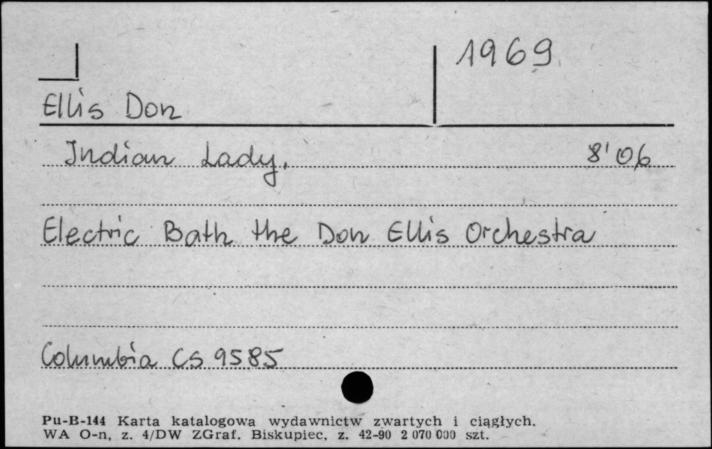 1969
Ellis Don
Indian Lady. 8'06
Electric Bath the Don Ellis Orchestra
Columbia CS 9585
Pu-B-144 Karta katalogowa wydawnictw zwartych i ciągłych.
WA O-n, z. 4/DW ZGraf. Biskupiec, z. 42-90 2 070 000 szt.